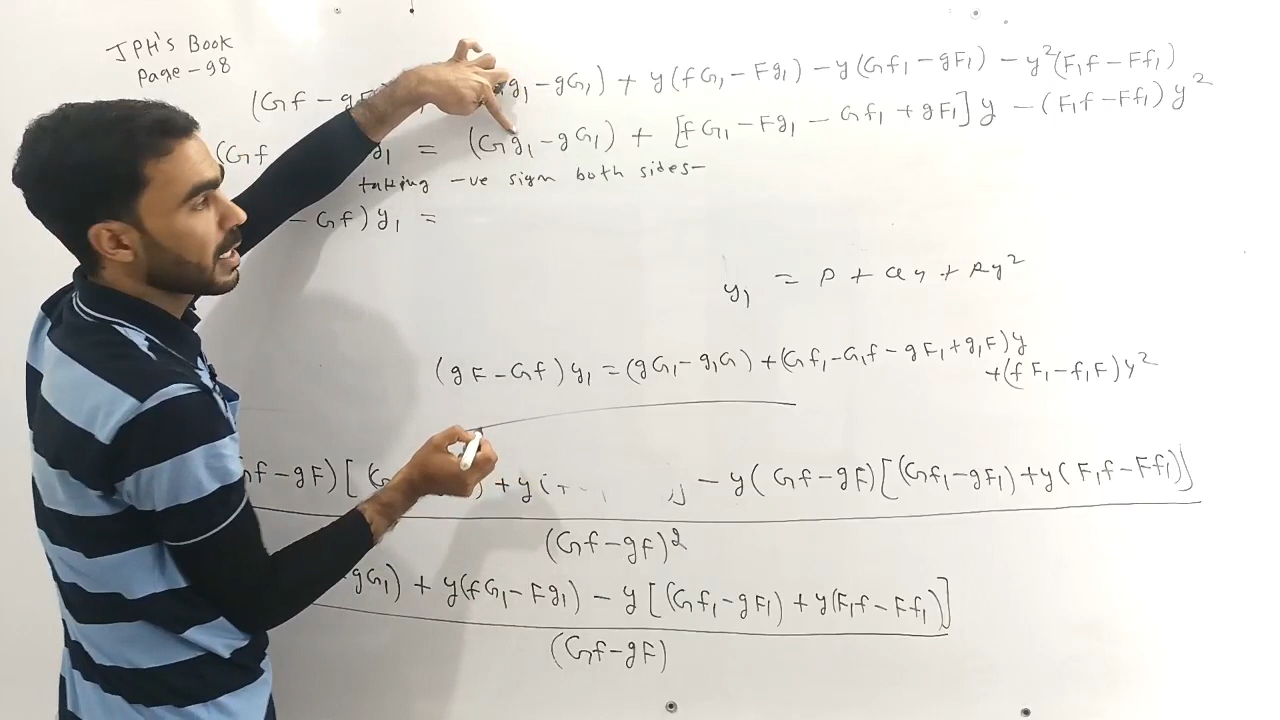 JPH's Book
Page - 98
(Gf - gF g₁ - gG₁) + y(fG₁ - Fg₁) - y(Gf₁ - gF₁) - y²(F₁f - Ff₁)
(Gf y₁ = (Gg₁ - gG₁) + [fG₁ - Fg₁ - Gf₁ + gF₁]y - (F₁f - Ff₁)y²
taking -ve sign both sides-
- Gf)y₁ =
y₁ = P + Qy + Ry²
(gF - Gf)y₁ = (gG₁ - g₁G) + (Gf₁ - G₁f - gF₁ + g₁F)y
+(fF₁ - f₁F)y²
Gf - gF)[(G ) + y( - y(Gf - gF)[(Gf₁ - gF₁) + y(F₁f - Ff₁)]
(Gf - gF)²
gG₁) + y(fG₁ - Fg₁) - y[(Gf₁ - gF₁) + y(F₁f - Ff₁)]
(Gf - gF)